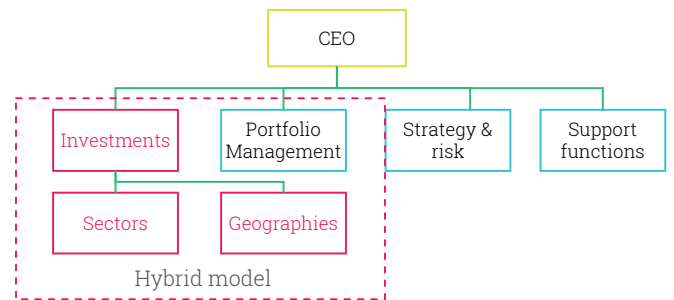 CEO
Investments
Portfolio
Management
Strategy &
risk
Support
functions
Sectors
Geographies
Hybrid model